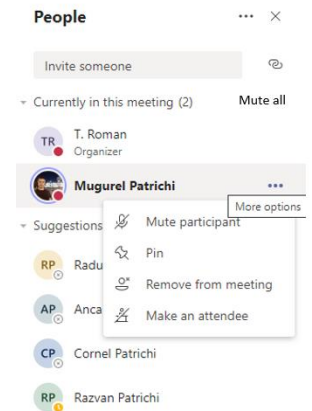 People
Invite someone
Currently in this meeting (2) Mute all
TR T. Roman
Organizer
Mugurel Patrichi
More options
Mute participant
Suggestions
Pin
RP Radu
Remove from meeting
AP Anca
Make an attendee
CP Cornel Patrichi
RP Razvan Patrichi